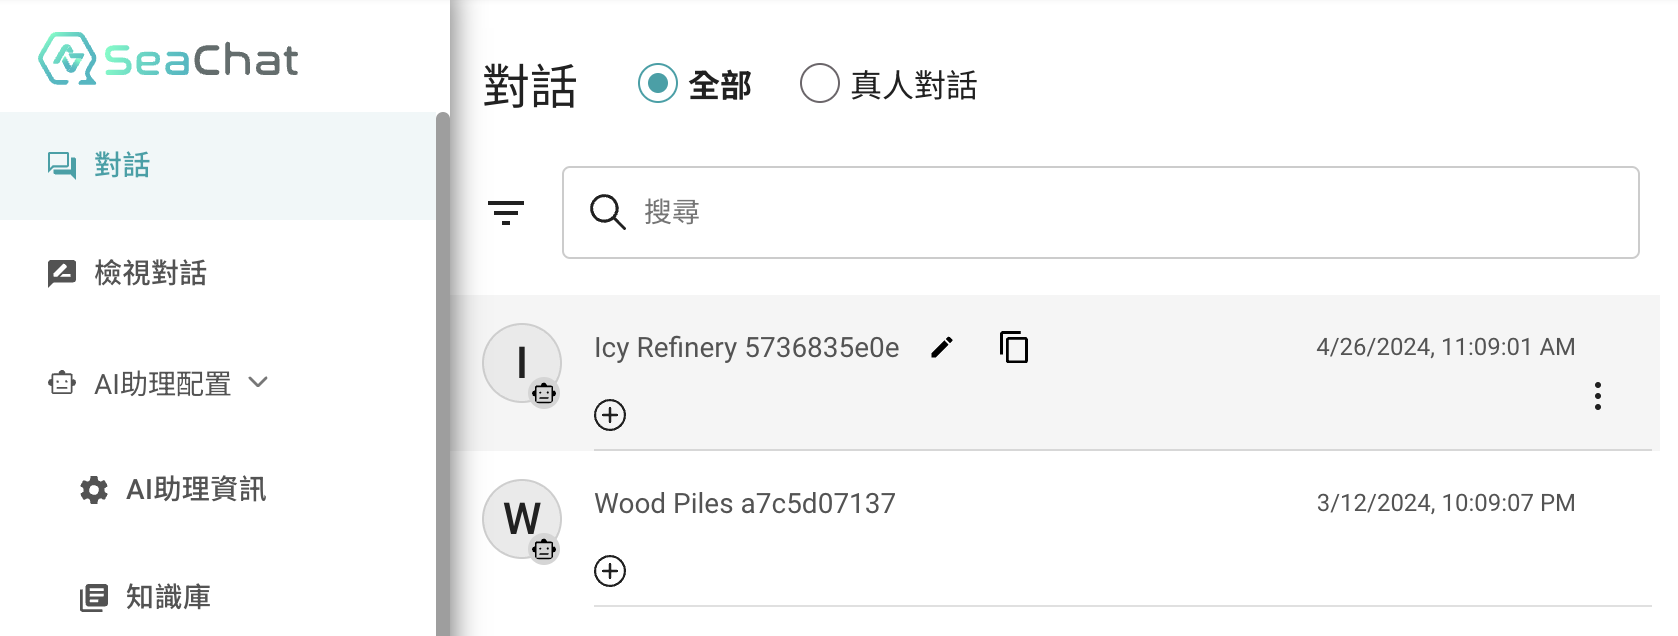 SeaChat
對話
檢視對話
AI助理配置
AI助理資訊
知識庫
對話 全部 真人對話
搜尋
I Icy Refinery 5736835e0e 4/26/2024, 11:09:01 AM
W Wood Piles a7c5d07137 3/12/2024, 10:09:07 PM